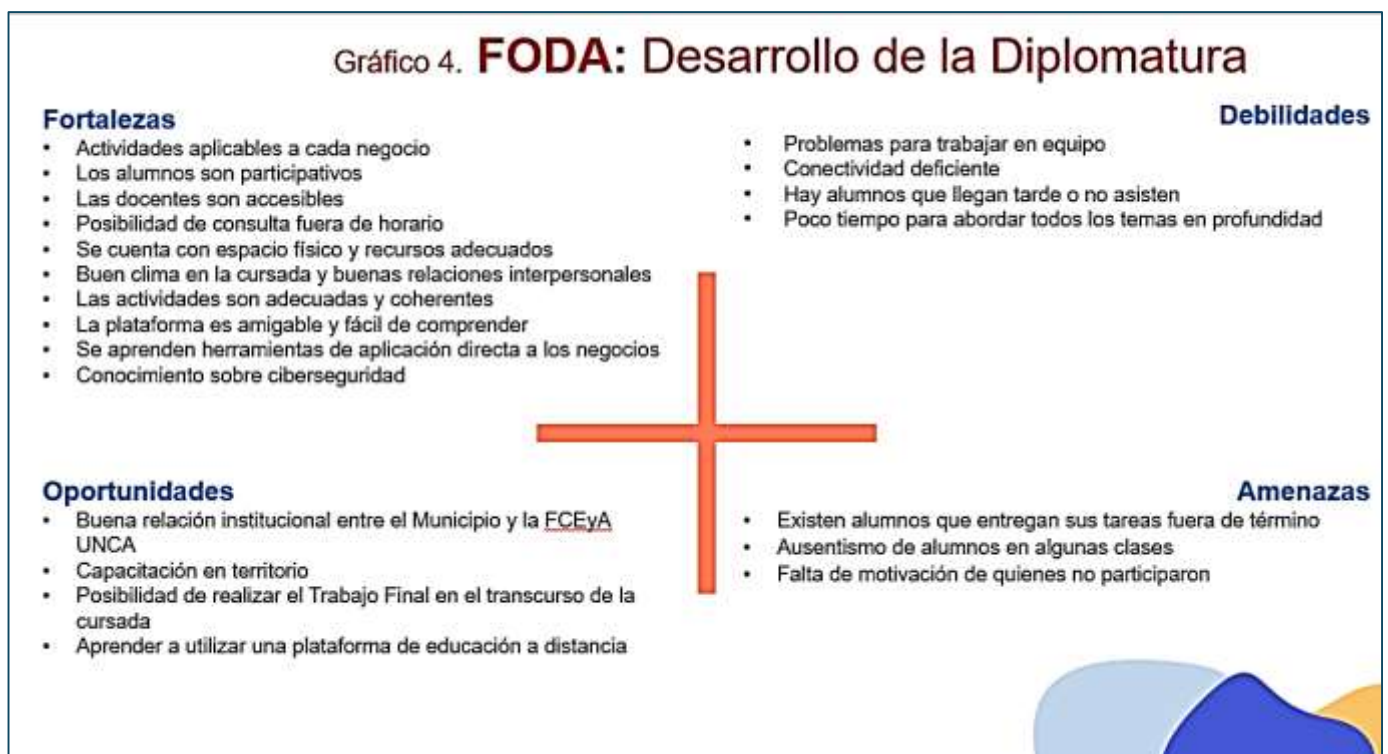 Gráfico 4. FODA: Desarrollo de la Diplomatura
Fortalezas
• Actividades aplicables a cada negocio
• Los alumnos son participativos
• Las docentes son accesibles
• Posibilidad de consulta fuera de horario
• Se cuenta con espacio físico y recursos adecuados
• Buen clima en la cursada y buenas relaciones interpersonales
• Las actividades son adecuadas y coherentes
• La plataforma es amigable y fácil de comprender
• Se aprenden herramientas de aplicación directa a los negocios
• Conocimiento sobre ciberseguridad
Debilidades
• Problemas para trabajar en equipo
• Conectividad deficiente
• Hay alumnos que llegan tarde o no asisten
• Poco tiempo para abordar todos los temas en profundidad
Oportunidades
• Buena relación institucional entre el Municipio y la FCEyA
UNCA
• Capacitación en territorio
• Posibilidad de realizar el Trabajo Final en el transcurso de la
cursada
• Aprender a utilizar una plataforma de educación a distancia
Amenazas
• Existen alumnos que entregan sus tareas fuera de término
• Ausentismo de alumnos en algunas clases
• Falta de motivación de quienes no participaron